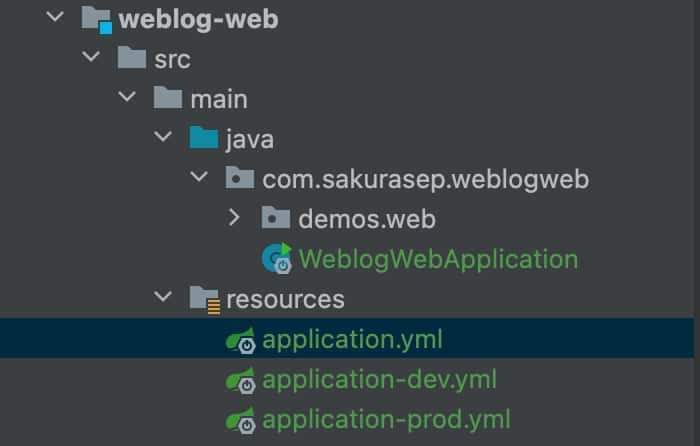 weblog-web
src
main
java
com.sakurasep.weblogweb
demos.web
WeblogWebApplication
resources
application.yml
application-dev.yml
application-prod.yml